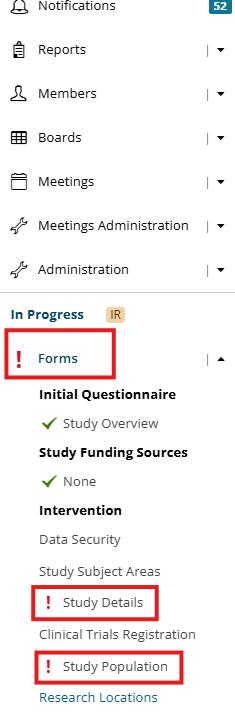 Notifications 52
Reports
Members
Boards
Meetings
Meetings Administration
Administration
In Progress IR
! Forms
Initial Questionnaire
Study Overview
Study Funding Sources
None
Intervention
Data Security
Study Subject Areas
! Study Details
Clinical Trials Registration
! Study Population
Research Locations